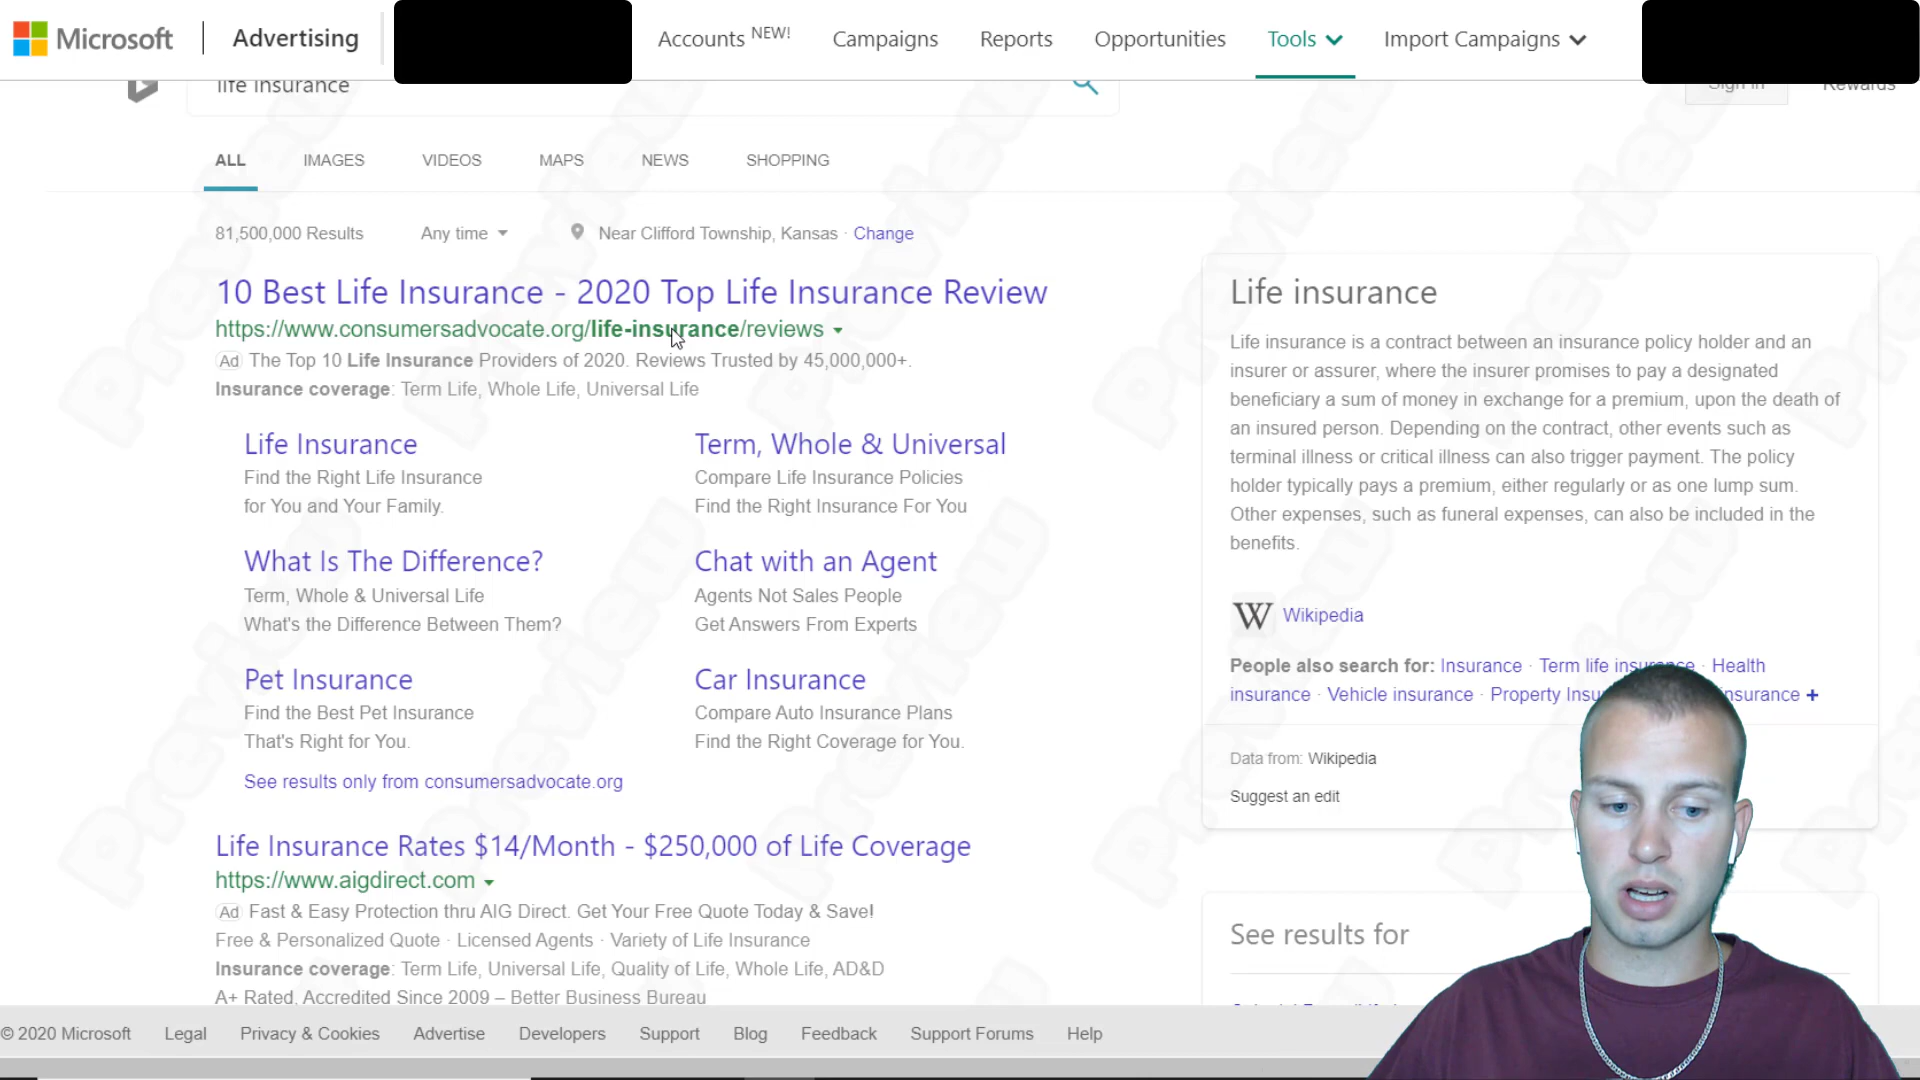 Microsoft
Advertising
Accounts NEW!
Campaigns
Reports
Opportunities
Tools
Import Campaigns
life insurance
Sign in
Rewards
ALL
IMAGES
VIDEOS
MAPS
NEWS
SHOPPING
81,500,000 Results
Any time
Near Clifford Township, Kansas · Change
10 Best Life Insurance - 2020 Top Life Insurance Review
https://www.consumersadvocate.org/life-insurance/reviews
Ad The Top 10 Life Insurance Providers of 2020. Reviews Trusted by 45,000,000+.
Insurance coverage: Term Life, Whole Life, Universal Life
Life Insurance
Find the Right Life Insurance
for You and Your Family.
Term, Whole & Universal
Compare Life Insurance Policies
Find the Right Insurance For You
What Is The Difference?
Term, Whole & Universal Life
What's the Difference Between Them?
Chat with an Agent
Agents Not Sales People
Get Answers From Experts
Pet Insurance
Find the Best Pet Insurance
That's Right for You.
Car Insurance
Compare Auto Insurance Plans
Find the Right Coverage for You.
See results only from consumersadvocate.org
Life Insurance Rates $14/Month - $250,000 of Life Coverage
https://www.aigdirect.com
Ad Fast & Easy Protection thru AIG Direct. Get Your Free Quote Today & Save!
Free & Personalized Quote · Licensed Agents · Variety of Life Insurance
Insurance coverage: Term Life, Universal Life, Quality of Life, Whole Life, AD&D
A+ Rated, Accredited Since 2009 – Better Business Bureau
Life insurance
Life insurance is a contract between an insurance policy holder and an
insurer or assurer, where the insurer promises to pay a designated
beneficiary a sum of money in exchange for a premium, upon the death of
an insured person. Depending on the contract, other events such as
terminal illness or critical illness can also trigger payment. The policy
holder typically pays a premium, either regularly or as one lump sum.
Other expenses, such as funeral expenses, can also be included in the
benefits.
W Wikipedia
People also search for: Insurance · Term life insurance · Health
insurance · Vehicle insurance · Property insurance +
Data from: Wikipedia
Suggest an edit
See results for
Preview
Preview
Preview
Preview
Preview
Preview
© 2020 Microsoft
Legal
Privacy & Cookies
Advertise
Developers
Support
Blog
Feedback
Support Forums
Help